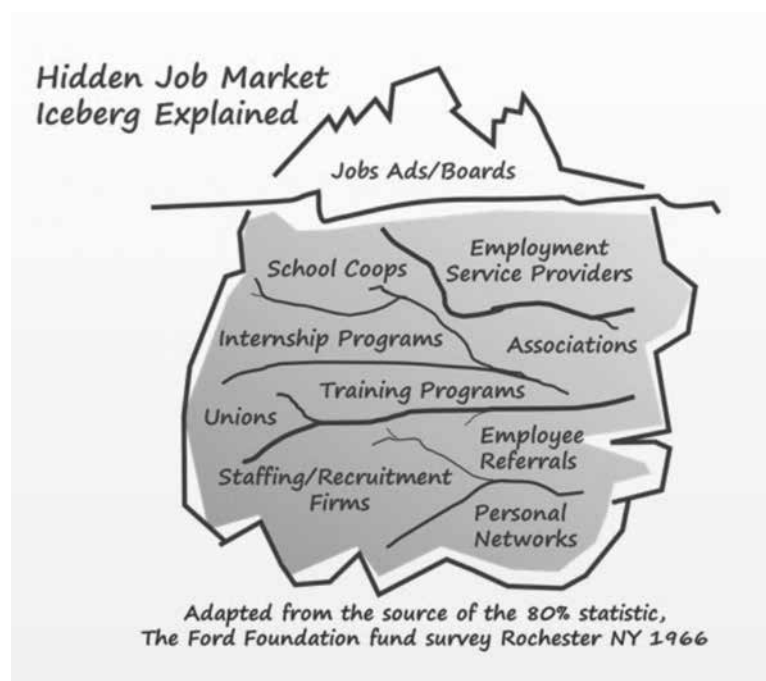 Hidden Job Market
Iceberg Explained
Jobs Ads/Boards
School Coops
Employment
Service Providers
Internship Programs
Associations
Training Programs
Unions
Employee
Referrals
Staffing/Recruitment
Firms
Personal
Networks
Adapted from the source of the 80% statistic,
The Ford Foundation fund survey Rochester NY 1966